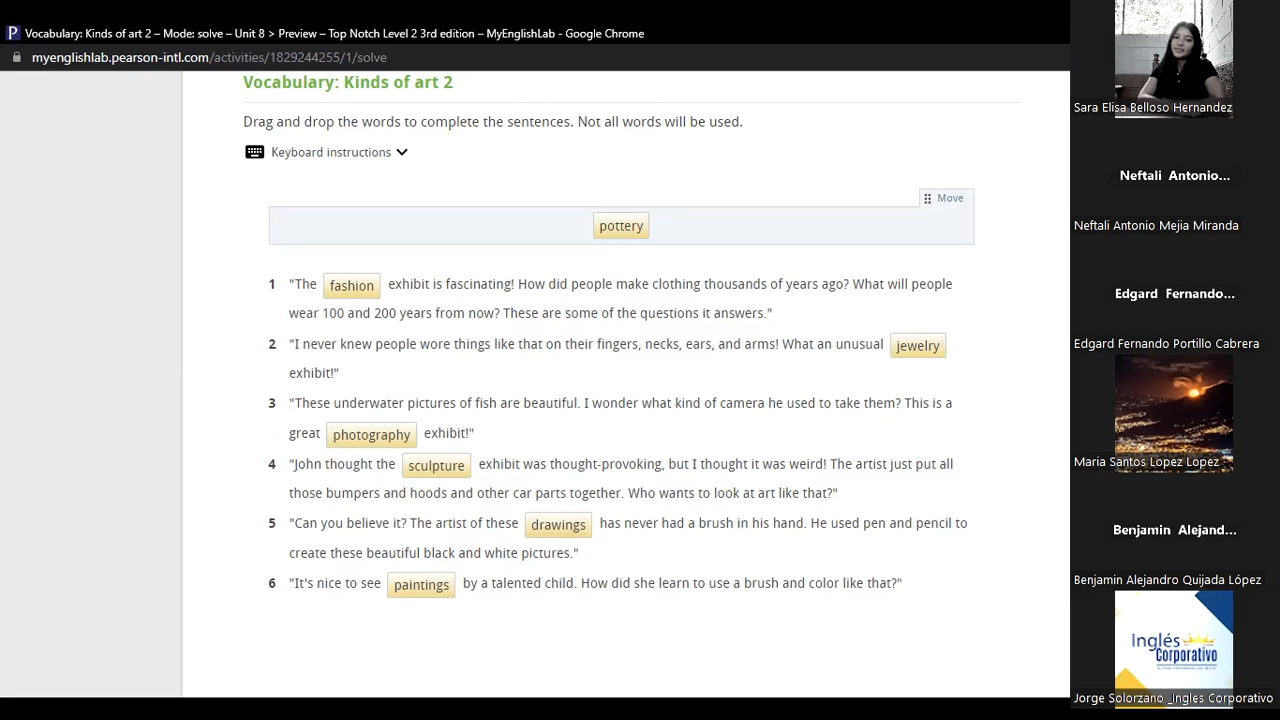 Vocabulary: Kinds of art 2 – Mode: solve – Unit 8 > Preview – Top Notch Level 2 3rd edition – MyEnglishLab - Google Chrome
myenglishlab.pearson-intl.com/activities/1829244255/1/solve
Vocabulary: Kinds of art 2
Drag and drop the words to complete the sentences. Not all words will be used.
Keyboard instructions
Move
pottery
1 "The fashion exhibit is fascinating! How did people make clothing thousands of years ago? What will people
wear 100 and 200 years from now? These are some of the questions it answers."
2 "I never knew people wore things like that on their fingers, necks, ears, and arms! What an unusual jewelry
exhibit!"
3 "These underwater pictures of fish are beautiful. I wonder what kind of camera he used to take them? This is a
great photography exhibit!"
4 "John thought the sculpture exhibit was thought-provoking, but I thought it was weird! The artist just put all
those bumpers and hoods and other car parts together. Who wants to look at art like that?"
5 "Can you believe it? The artist of these drawings has never had a brush in his hand. He used pen and pencil to
create these beautiful black and white pictures."
6 "It's nice to see paintings by a talented child. How did she learn to use a brush and color like that?"
Sara Elisa Belloso Hernandez
Neftali Antonio...
Neftali Antonio Mejia Miranda
Edgard Fernando...
Edgard Fernando Portillo Cabrera
Maria Santos Lopez Lopez
Benjamin Alejand...
Benjamin Alejandro Quijada López
Inglés
Corporativo
Jorge Solorzano _Ingles Corporativo